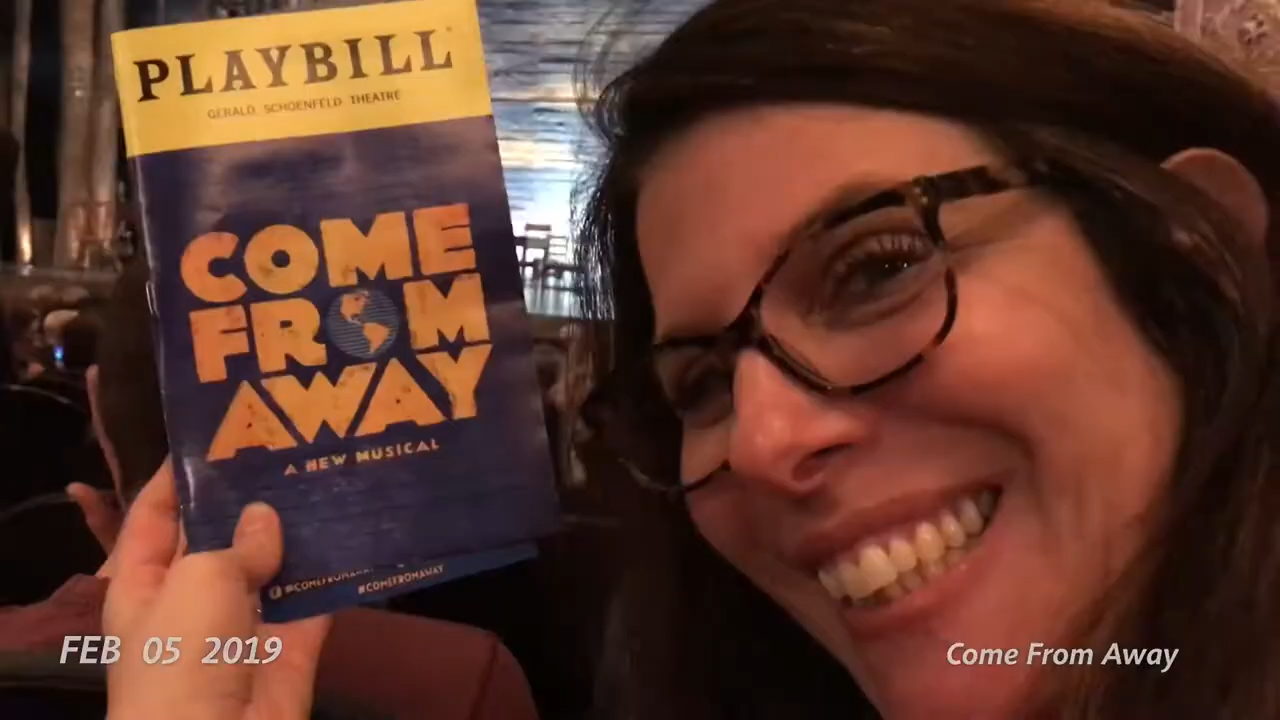 PLAYBILL
GERALD SCHOENFELD THEATRE
COME
FROM
AWAY
A NEW MUSICAL
#COMEFROMAWAY
FEB 05 2019
Come From Away